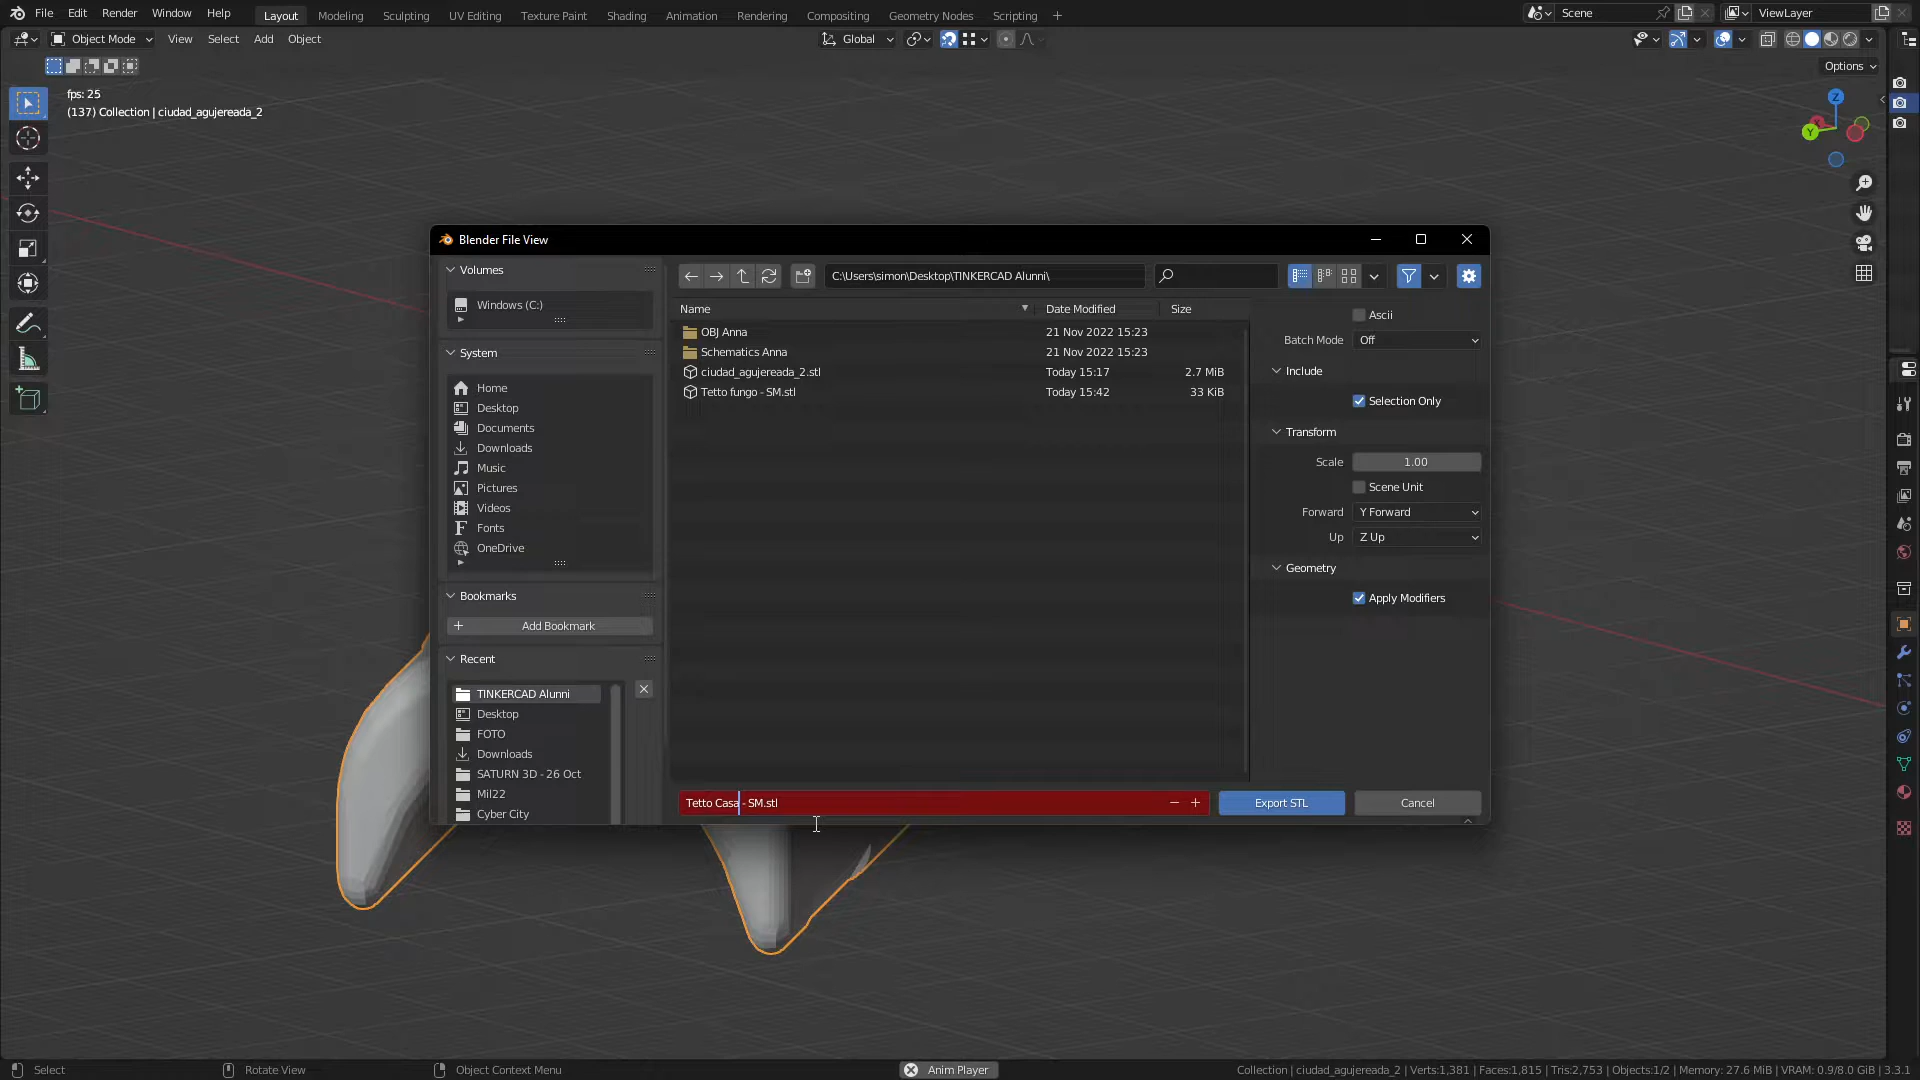 File Edit Render Window Help Layout Modeling Sculpting UV Editing Texture Paint Shading Animation Rendering Compositing Geometry Nodes Scripting + Scene ViewLayer
Object Mode View Select Add Object Global
Options
fps: 25
(137) Collection | ciudad_agujereada_2
Z
Y
Blender File View
Volumes
Windows (C:)
System
Home
Desktop
Documents
Downloads
Music
Pictures
Videos
Fonts
OneDrive
Bookmarks
Add Bookmark
Recent
TINKERCAD Alunni
Desktop
FOTO
Downloads
SATURN 3D - 26 Oct
Mil22
Cyber City
C:\Users\simon\Desktop\TINKERCAD Alunni\
Name Date Modified Size
OBJ Anna 21 Nov 2022 15:23
Schematics Anna 21 Nov 2022 15:23
ciudad_agujereada_2.stl Today 15:17 2.7 MiB
Tetto fungo - SM.stl Today 15:42 33 KiB
Ascii
Batch Mode Off
Include
Selection Only
Transform
Scale 1.00
Scene Unit
Forward Y Forward
Up Z Up
Geometry
Apply Modifiers
Tetto Casa - SM.stl Export STL Cancel
Select Rotate View Object Context Menu Anim Player Collection | ciudad_agujereada_2 | Verts:1,381 | Faces:1,815 | Tris:2,753 | Objects:1/2 | Memory: 27.6 MiB | VRAM: 0.9/8.0 GiB | 3.3.1